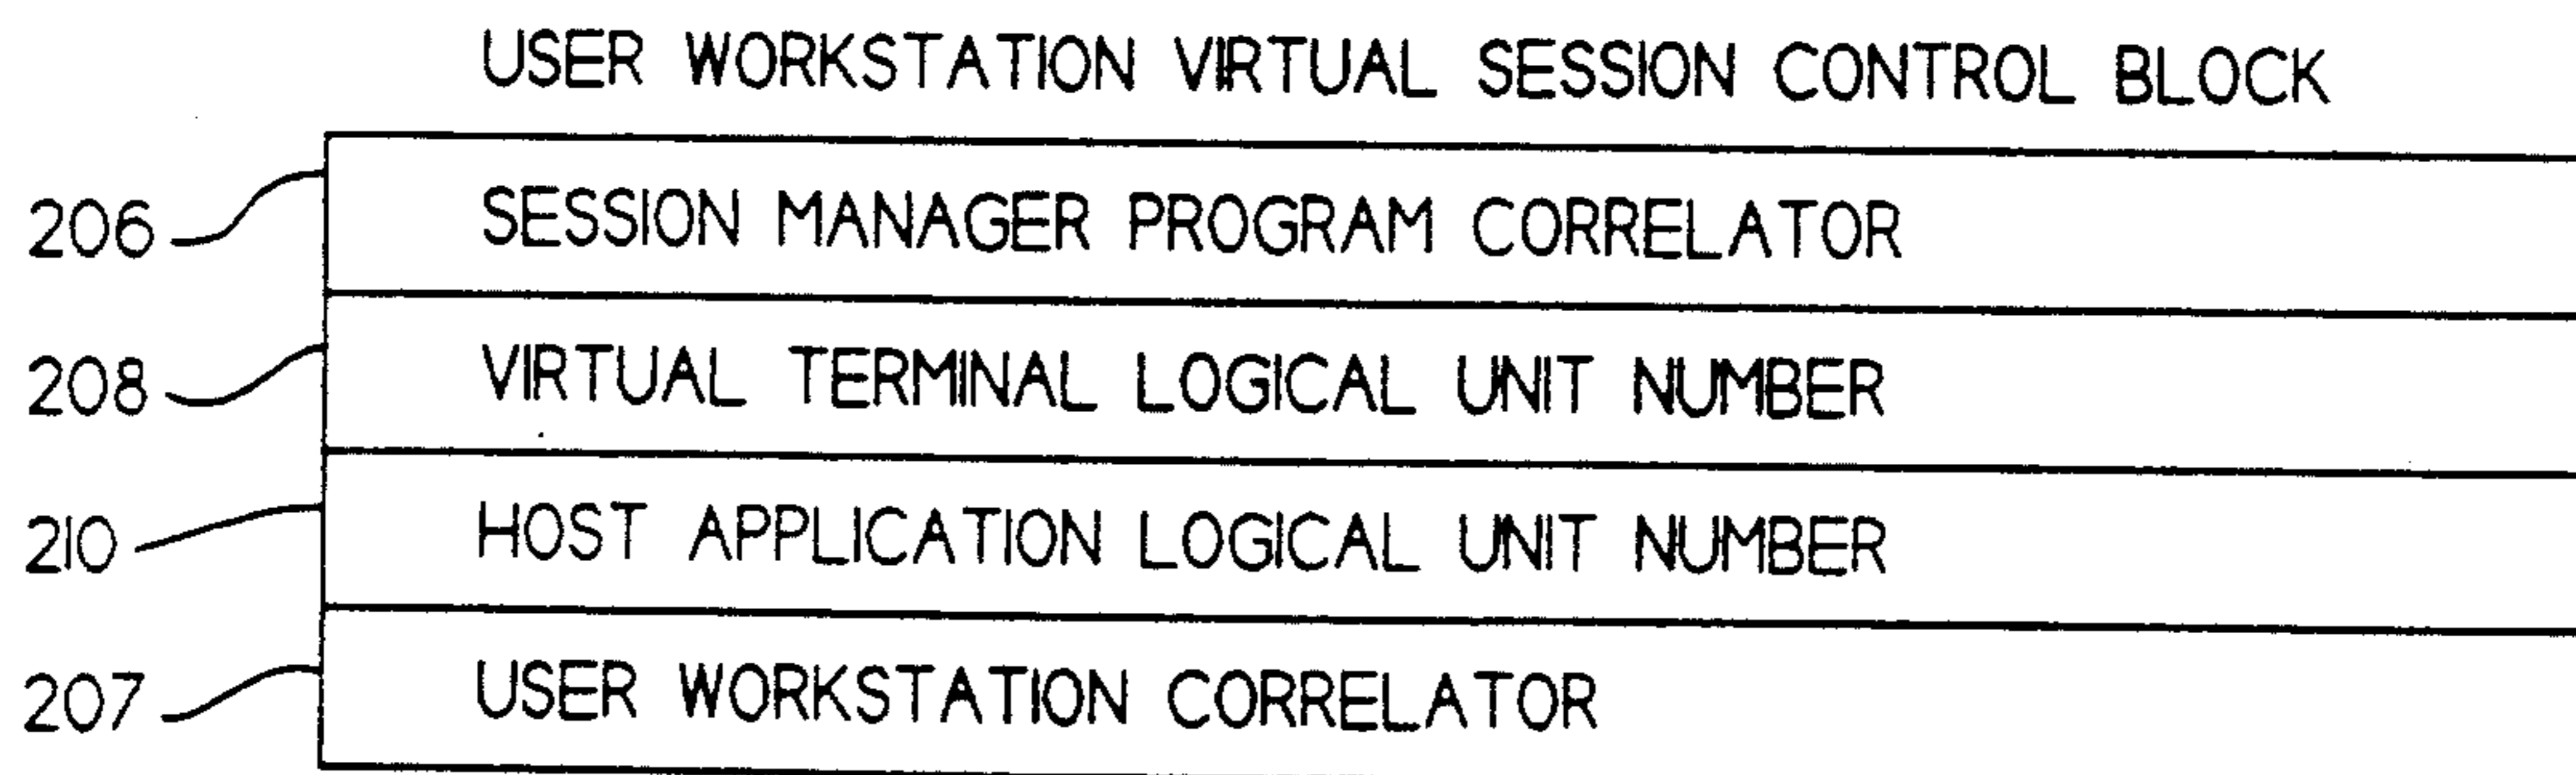 USER WORKSTATION VIRTUAL SESSION CONTROL BLOCK
206 SESSION MANAGER PROGRAM CORRELATOR
208 VIRTUAL TERMINAL LOGICAL UNIT NUMBER
210 HOST APPLICATION LOGICAL UNIT NUMBER
207 USER WORKSTATION CORRELATOR